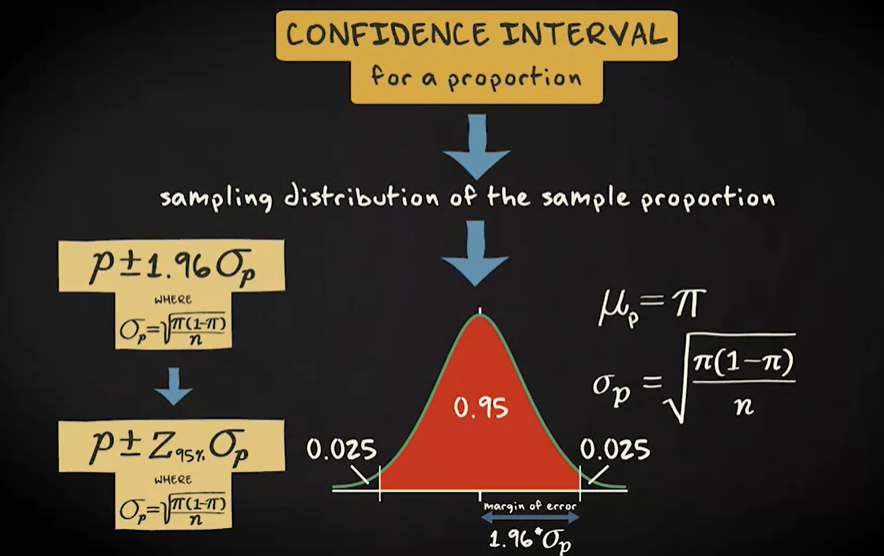 CONFIDENCE INTERVAL
for a proportion
sampling distribution of the sample proportion
p±1.96σₚ
WHERE
σₚ=√(π(1-π)/n)
p±Z₉₅%σₚ
WHERE
σₚ=√(π(1-π)/n)
0.025
0.95
0.025
margin of error
1.96*σₚ
μₚ=π
σₚ=√(π(1-π)/n)